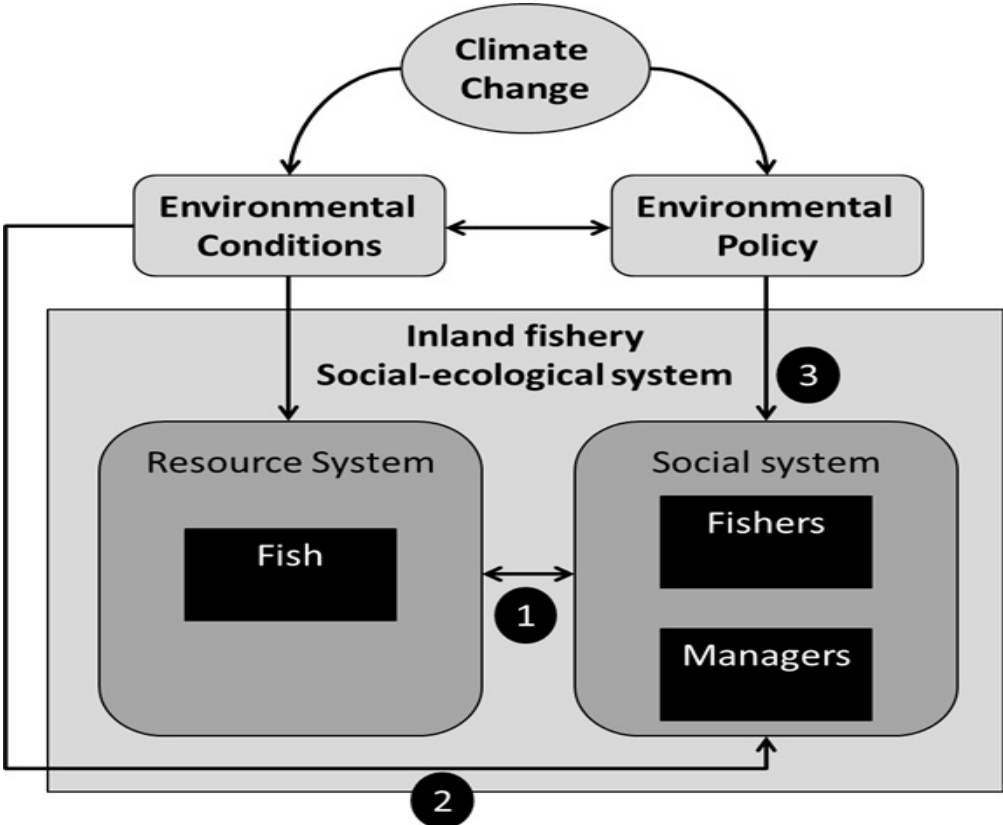 Climate
Change
Environmental
Conditions
Environmental
Policy
Inland fishery
Social-ecological system
3
Resource System
Social system
Fish
Fishers
1
Managers
2